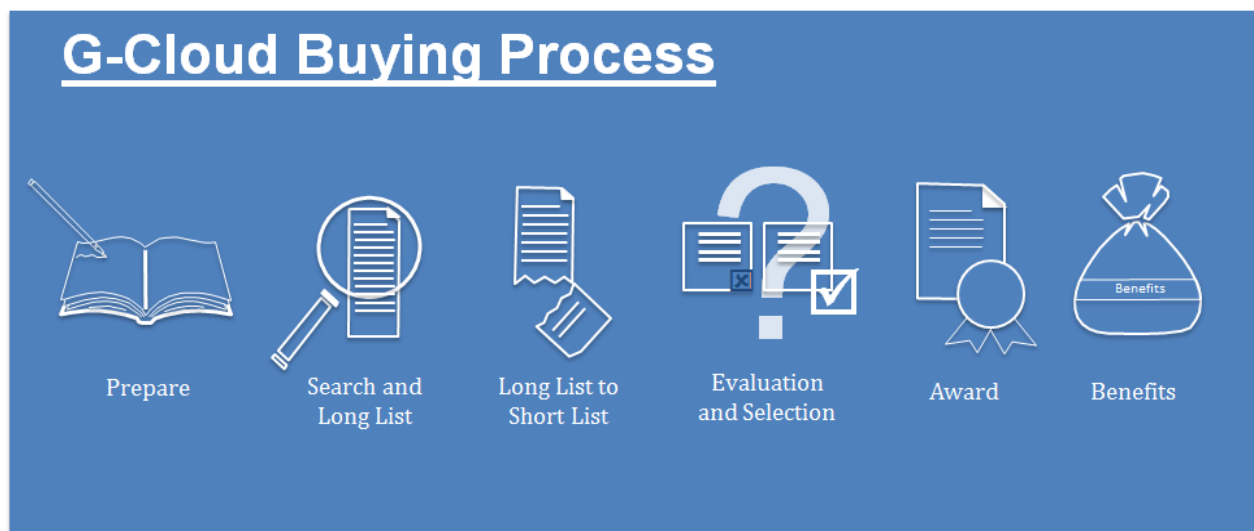 G-Cloud Buying Process
Benefits
Prepare
Search and
Long List
Long List to
Short List
Evaluation
and Selection
Award
Benefits